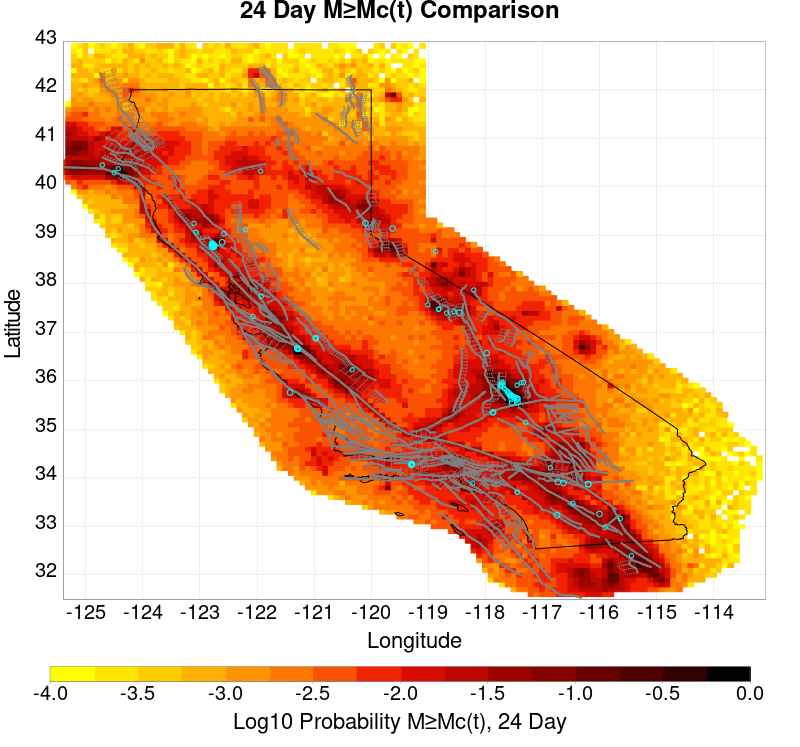 24 Day M≥Mc(t) Comparison
43
42
41
40
39
38
37
36
35
34
33
32
Latitude
-125 -124 -123 -122 -121 -120 -119 -118 -117 -116 -115 -114
Longitude
-4.0 -3.5 -3.0 -2.5 -2.0 -1.5 -1.0 -0.5 0.0
Log10 Probability M≥Mc(t), 24 Day